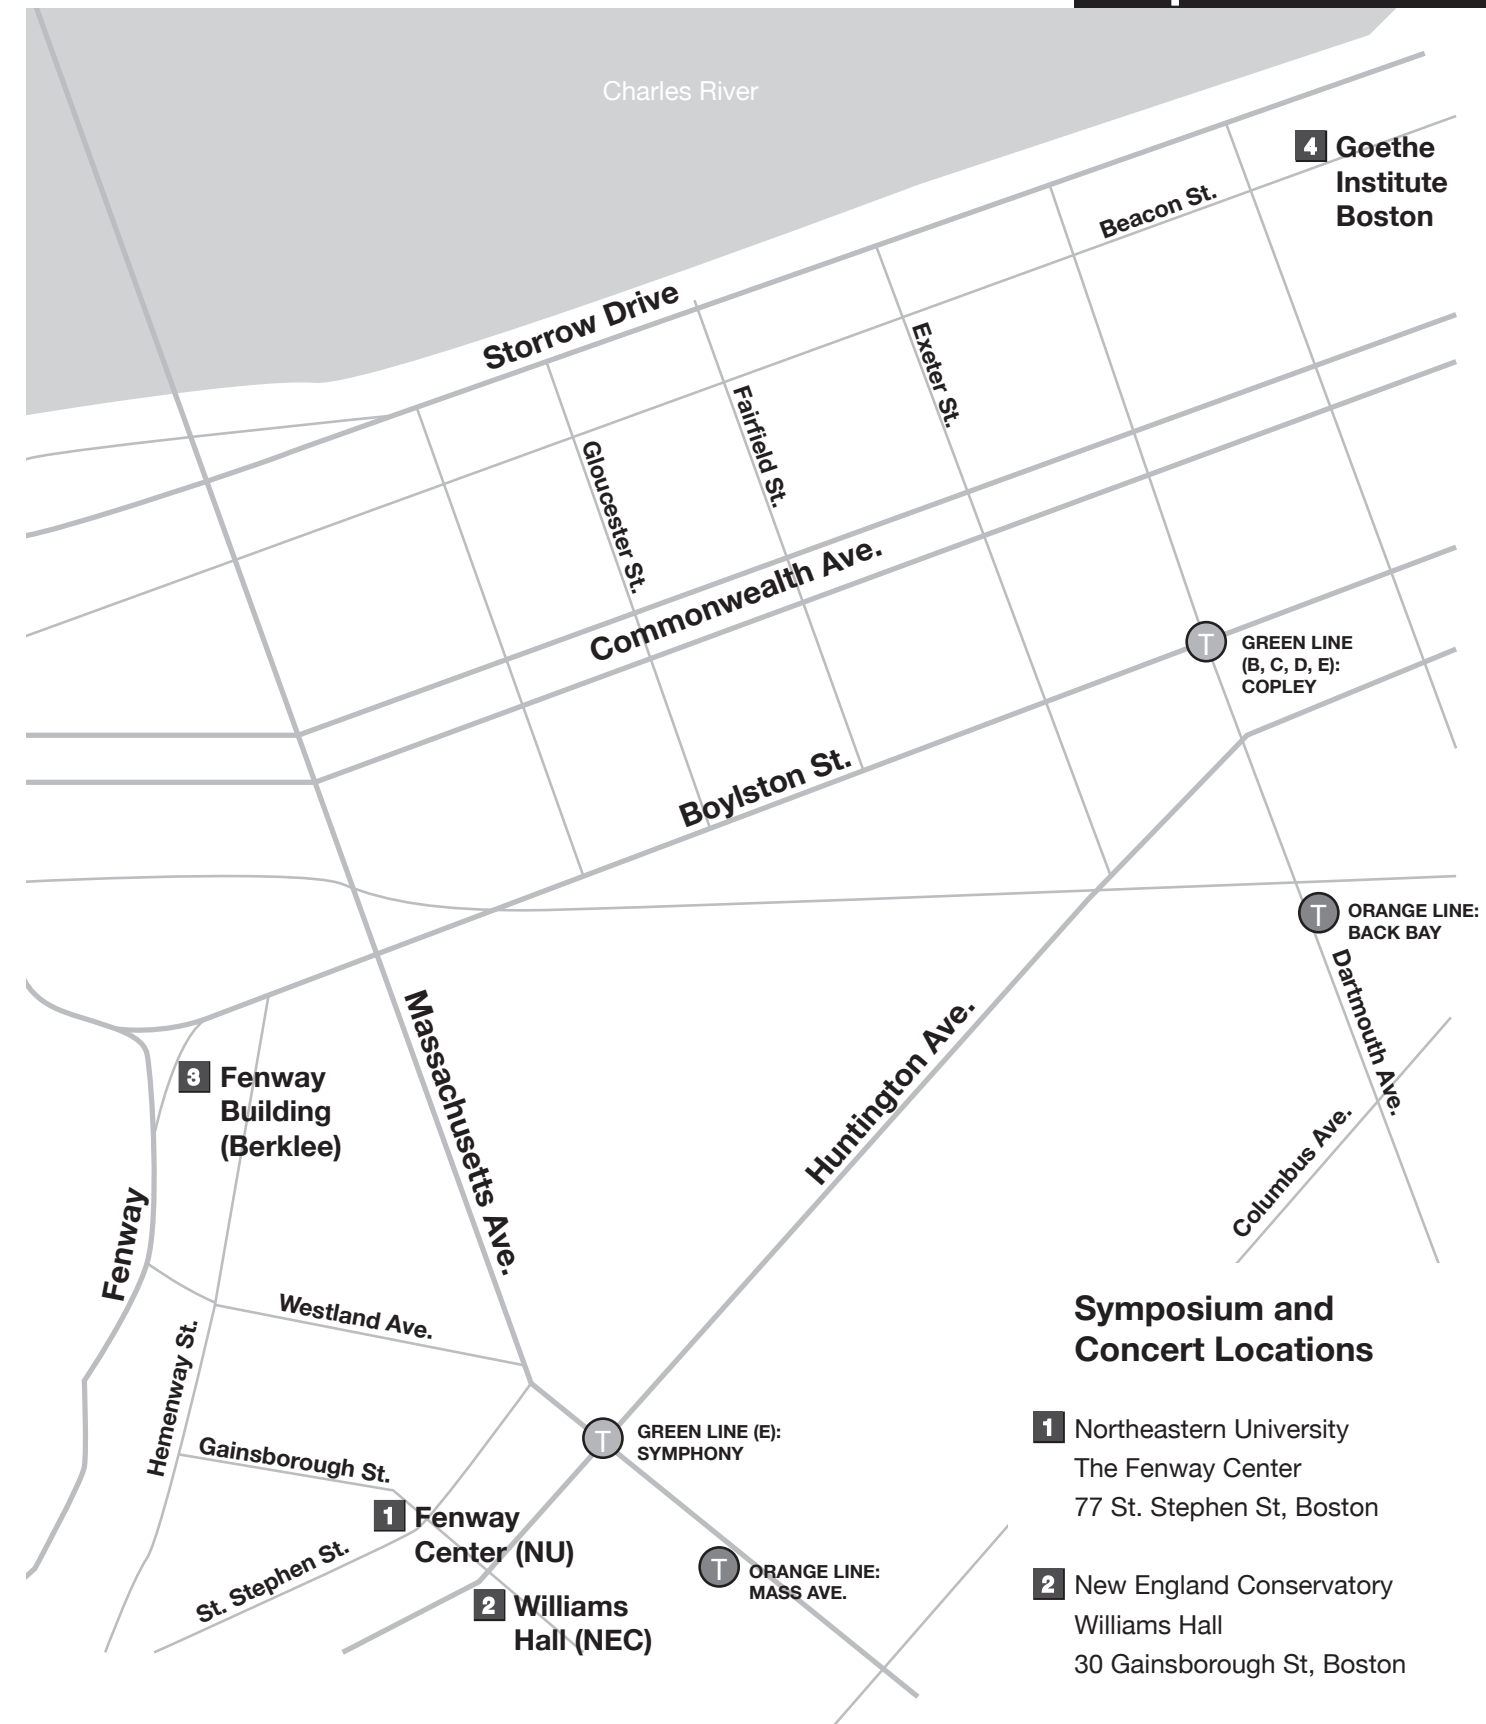 Charles River
4 Goethe
Institute
Boston
Beacon St.
Storrow Drive
Exeter St.
Fairfield St.
Gloucester St.
Commonwealth Ave.
GREEN LINE
(B, C, D, E):
COPLEY
Boylston St.
ORANGE LINE:
BACK BAY
Dartmouth Ave.
Massachusetts Ave.
Huntington Ave.
3 Fenway
Building
(Berklee)
Columbus Ave.
Fenway
Westland Ave.
Hemenway St.
Gainsborough St.
GREEN LINE (E):
SYMPHONY
1 Fenway
Center (NU)
St. Stephen St.
ORANGE LINE:
MASS AVE.
2 Williams
Hall (NEC)
T
T
T
T
Symposium and
Concert Locations
1 Northeastern University
The Fenway Center
77 St. Stephen St, Boston
2 New England Conservatory
Williams Hall
30 Gainsborough St, Boston